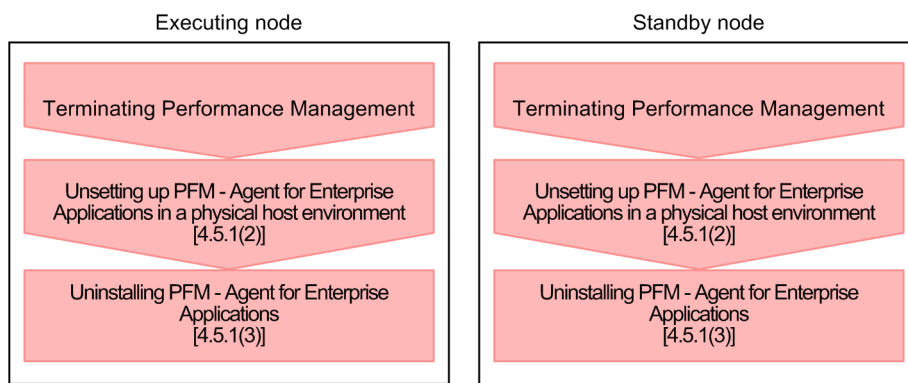 Executing node
Terminating Performance Management
Unsetting up PFM - Agent for Enterprise
Applications in a physical host environment
[4.5.1(2)]
Uninstalling PFM - Agent for Enterprise
Applications
[4.5.1(3)]
Standby node
Terminating Performance Management
Unsetting up PFM - Agent for Enterprise
Applications in a physical host environment
[4.5.1(2)]
Uninstalling PFM - Agent for Enterprise
Applications
[4.5.1(3)]